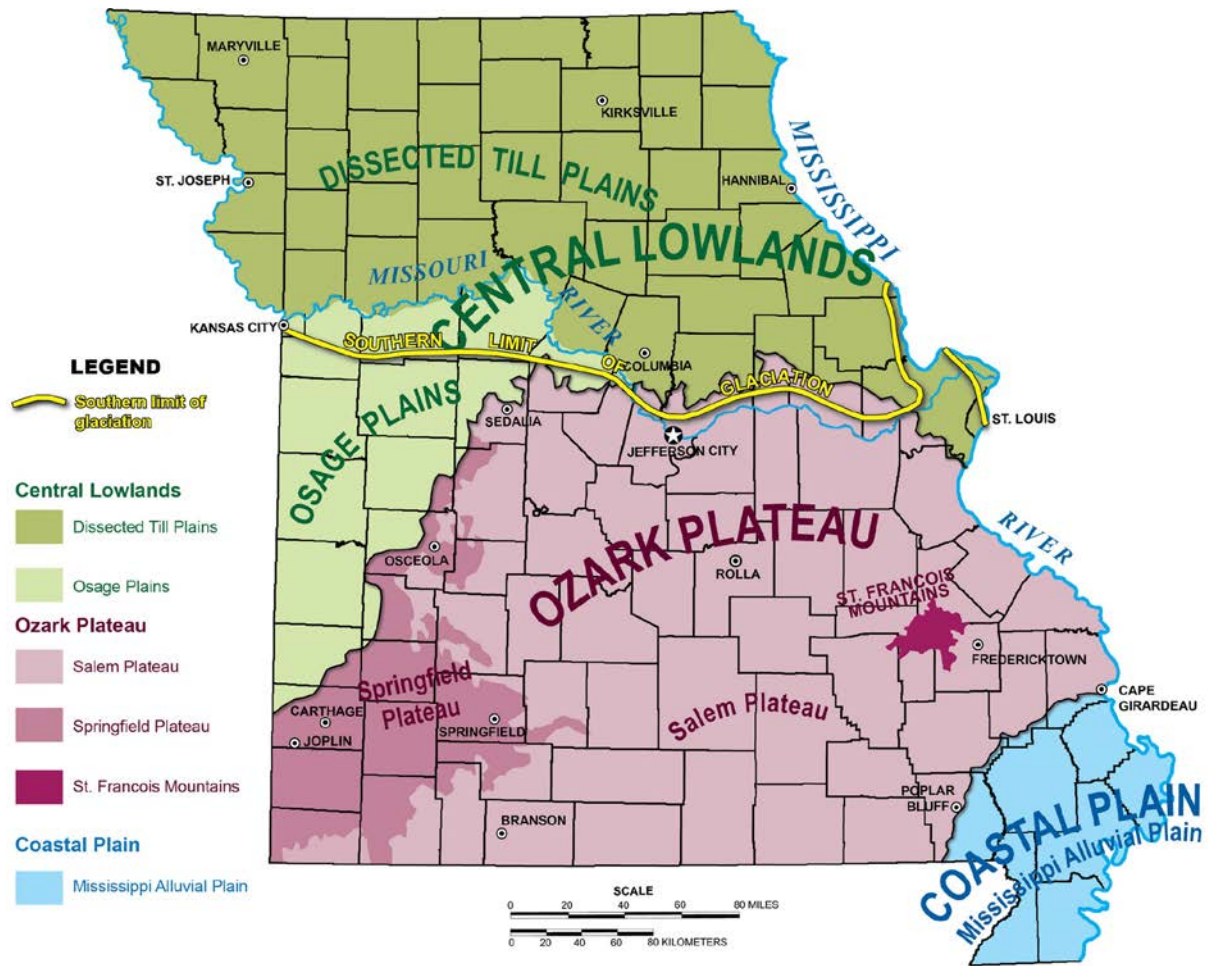 MARYVILLE
KIRKSVILLE
DISSECTED TILL PLAINS
ST. JOSEPH
HANNIBAL
MISSISSIPPI
CENTRAL LOWLANDS
MISSOURI
RIVER
KANSAS CITY
SOUTHERN LIMIT OF GLACIATION
COLUMBIA
LEGEND
Southern limit of
glaciation
OSAGE PLAINS
SEDALIA
JEFFERSON CITY
ST. LOUIS
Central Lowlands
Dissected Till Plains
Osage Plains
Ozark Plateau
Salem Plateau
Springfield Plateau
St. Francois Mountains
Coastal Plain
Mississippi Alluvial Plain
OZARK PLATEAU
RIVER
OSCEOLA
ROLLA
ST. FRANCOIS
MOUNTAINS
FREDERICKTOWN
Springfield
Plateau
Salem Plateau
CARTHAGE
JOPLIN
SPRINGFIELD
CAPE
GIRARDEAU
POPLAR
BLUFF
BRANSON
COASTAL PLAIN
Mississippi Alluvial Plain
SCALE
0 20 40 60 80 MILES
0 20 40 60 80 KILOMETERS